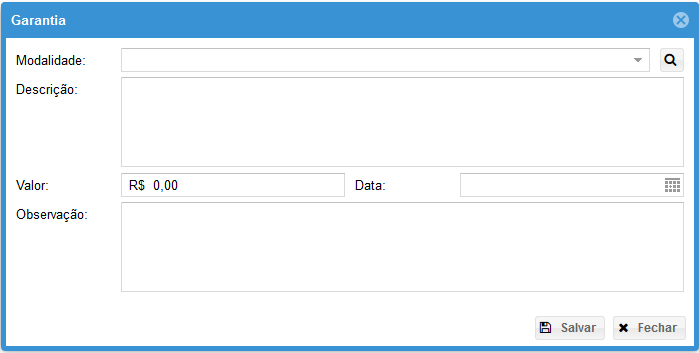 Garantia
Modalidade:
Descrição:
Valor: R$ 0,00 Data:
Observação:
Salvar Fechar